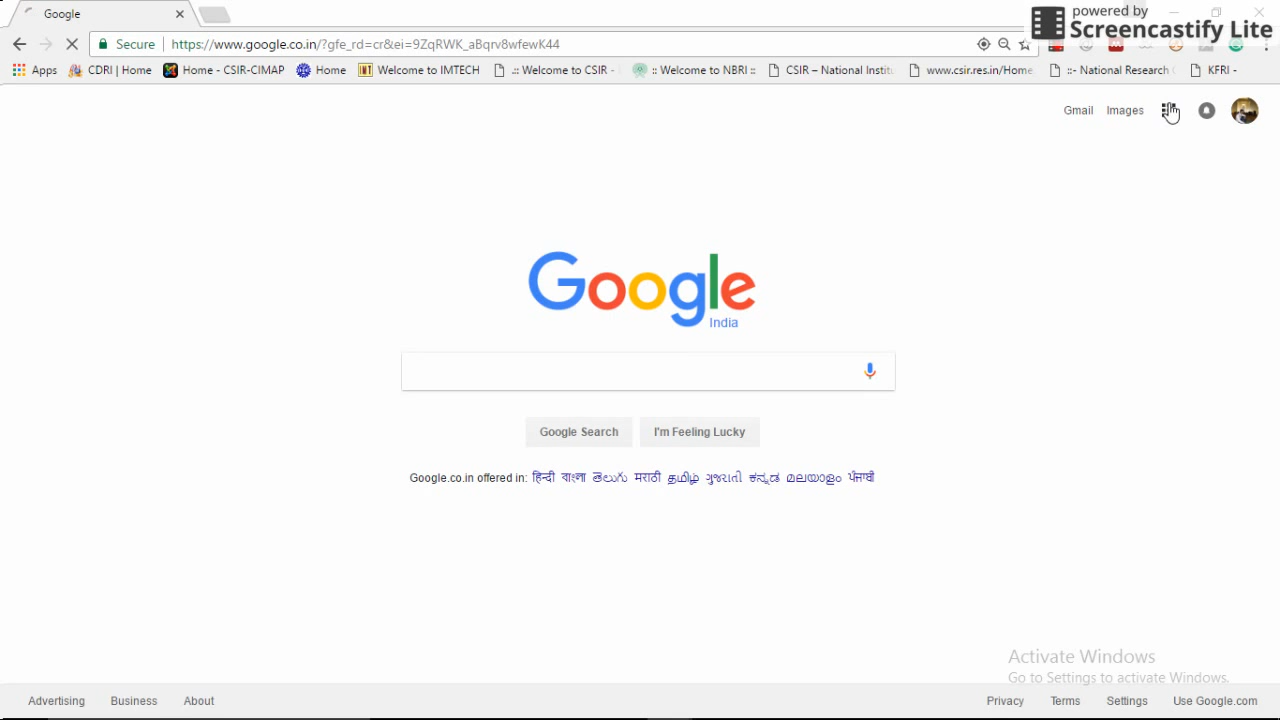 Google
powered by
Screencastify Lite
Secure https://www.google.co.in/?gfe_rd=cr&ei=9ZqRWK_aBqrv8wfewK44
Apps CDRI | Home Home - CSIR-CIMAP Home Welcome to IMTECH .:: Welcome to CSIR - :: Welcome to NBRI :: CSIR – National Instit www.csir.res.in/Home ::- National Research KFRI -
Gmail Images
Google
India
Google Search I'm Feeling Lucky
Google.co.in offered in: हिन्दी বাংলা తెలుగు मराठी தமிழ் ગુજરાતી ಕನ್ನಡ മലയാളം ਪੰਜਾਬੀ
Activate Windows
Go to Settings to activate Windows.
Advertising Business About Privacy Terms Settings Use Google.com